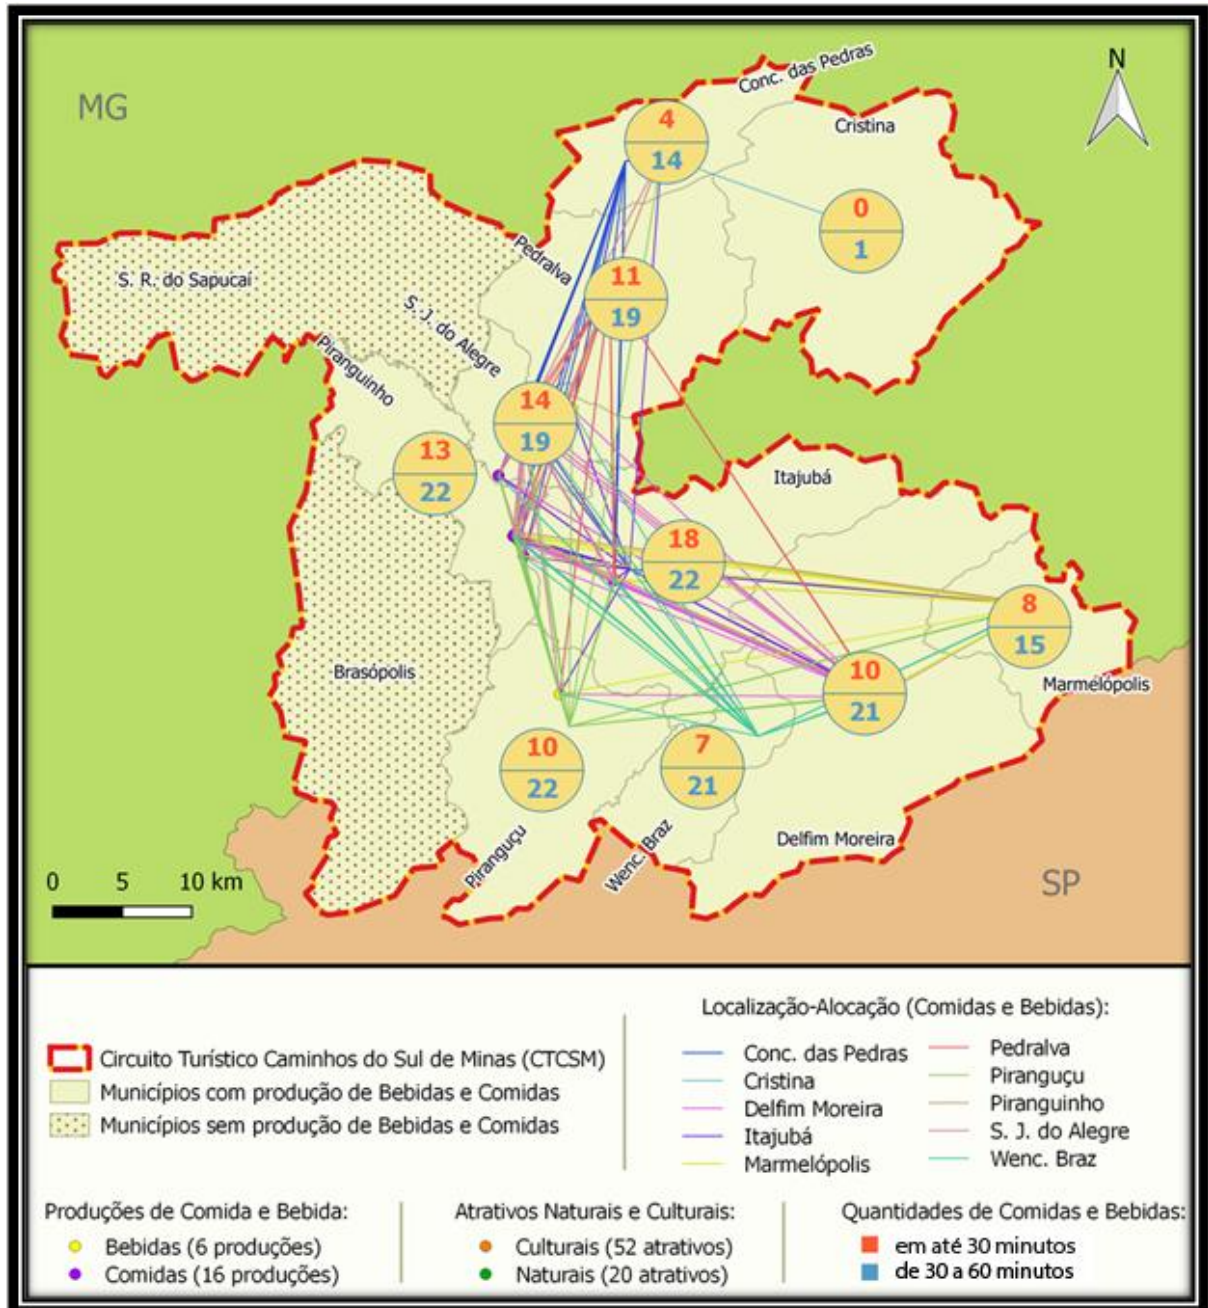 MG
Conc. das Pedras
N
Cristina
4
14
0
1
S. R. do Sapucaí
Pedralva
11
19
S. J. do Alegre
Piranguinho
14
19
13
22
Itajubá
18
22
8
15
Brasópolis
10
21
Marmelópolis
10
22
7
21
Piranguçu
Wenc. Braz
Delfim Moreira
0 5 10 km
SP
Localização-Alocação (Comidas e Bebidas):
Circuito Turístico Caminhos do Sul de Minas (CTCSM)
Municípios com produção de Bebidas e Comidas
Municípios sem produção de Bebidas e Comidas
Conc. das Pedras
Cristina
Delfim Moreira
Itajubá
Marmelópolis
Pedralva
Piranguçu
Piranguinho
S. J. do Alegre
Wenc. Braz
Produções de Comida e Bebida:
Bebidas (6 produções)
Comidas (16 produções)
Atrativos Naturais e Culturais:
Culturais (52 atrativos)
Naturais (20 atrativos)
Quantidades de Comidas e Bebidas:
em até 30 minutos
de 30 a 60 minutos